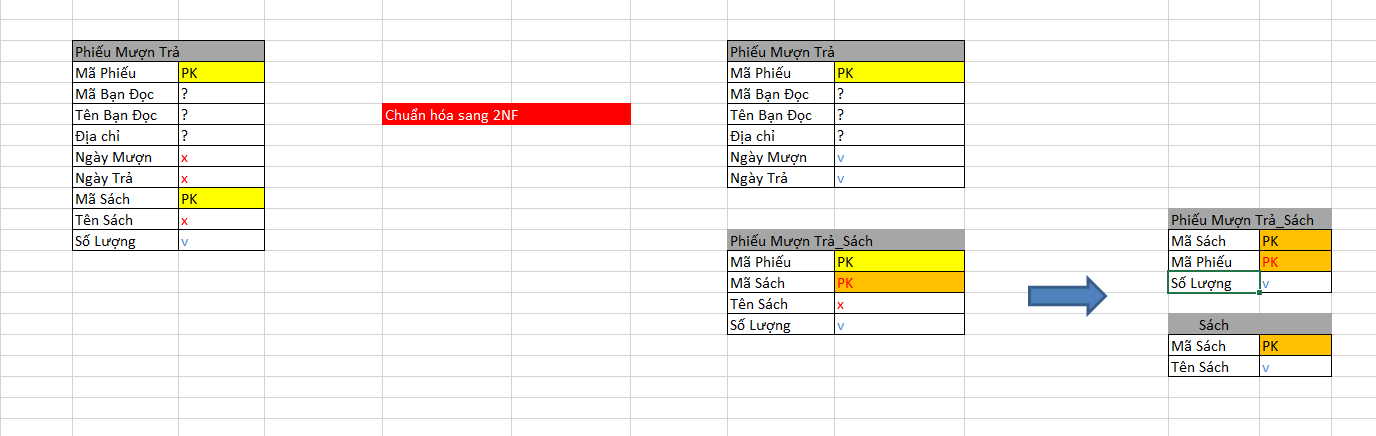 Phiếu Mượn Trả
Mã Phiếu PK
Mã Bạn Đọc ?
Tên Bạn Đọc ?
Địa chỉ ?
Ngày Mượn x
Ngày Trả x
Mã Sách PK
Tên Sách x
Số Lượng v
Chuẩn hóa sang 2NF
Phiếu Mượn Trả
Mã Phiếu PK
Mã Bạn Đọc ?
Tên Bạn Đọc ?
Địa chỉ ?
Ngày Mượn v
Ngày Trả v
Phiếu Mượn Trả_Sách
Mã Phiếu PK
Mã Sách PK
Tên Sách x
Số Lượng v
Phiếu Mượn Trả_Sách
Mã Sách PK
Mã Phiếu PK
Số Lượng v
Sách
Mã Sách PK
Tên Sách v